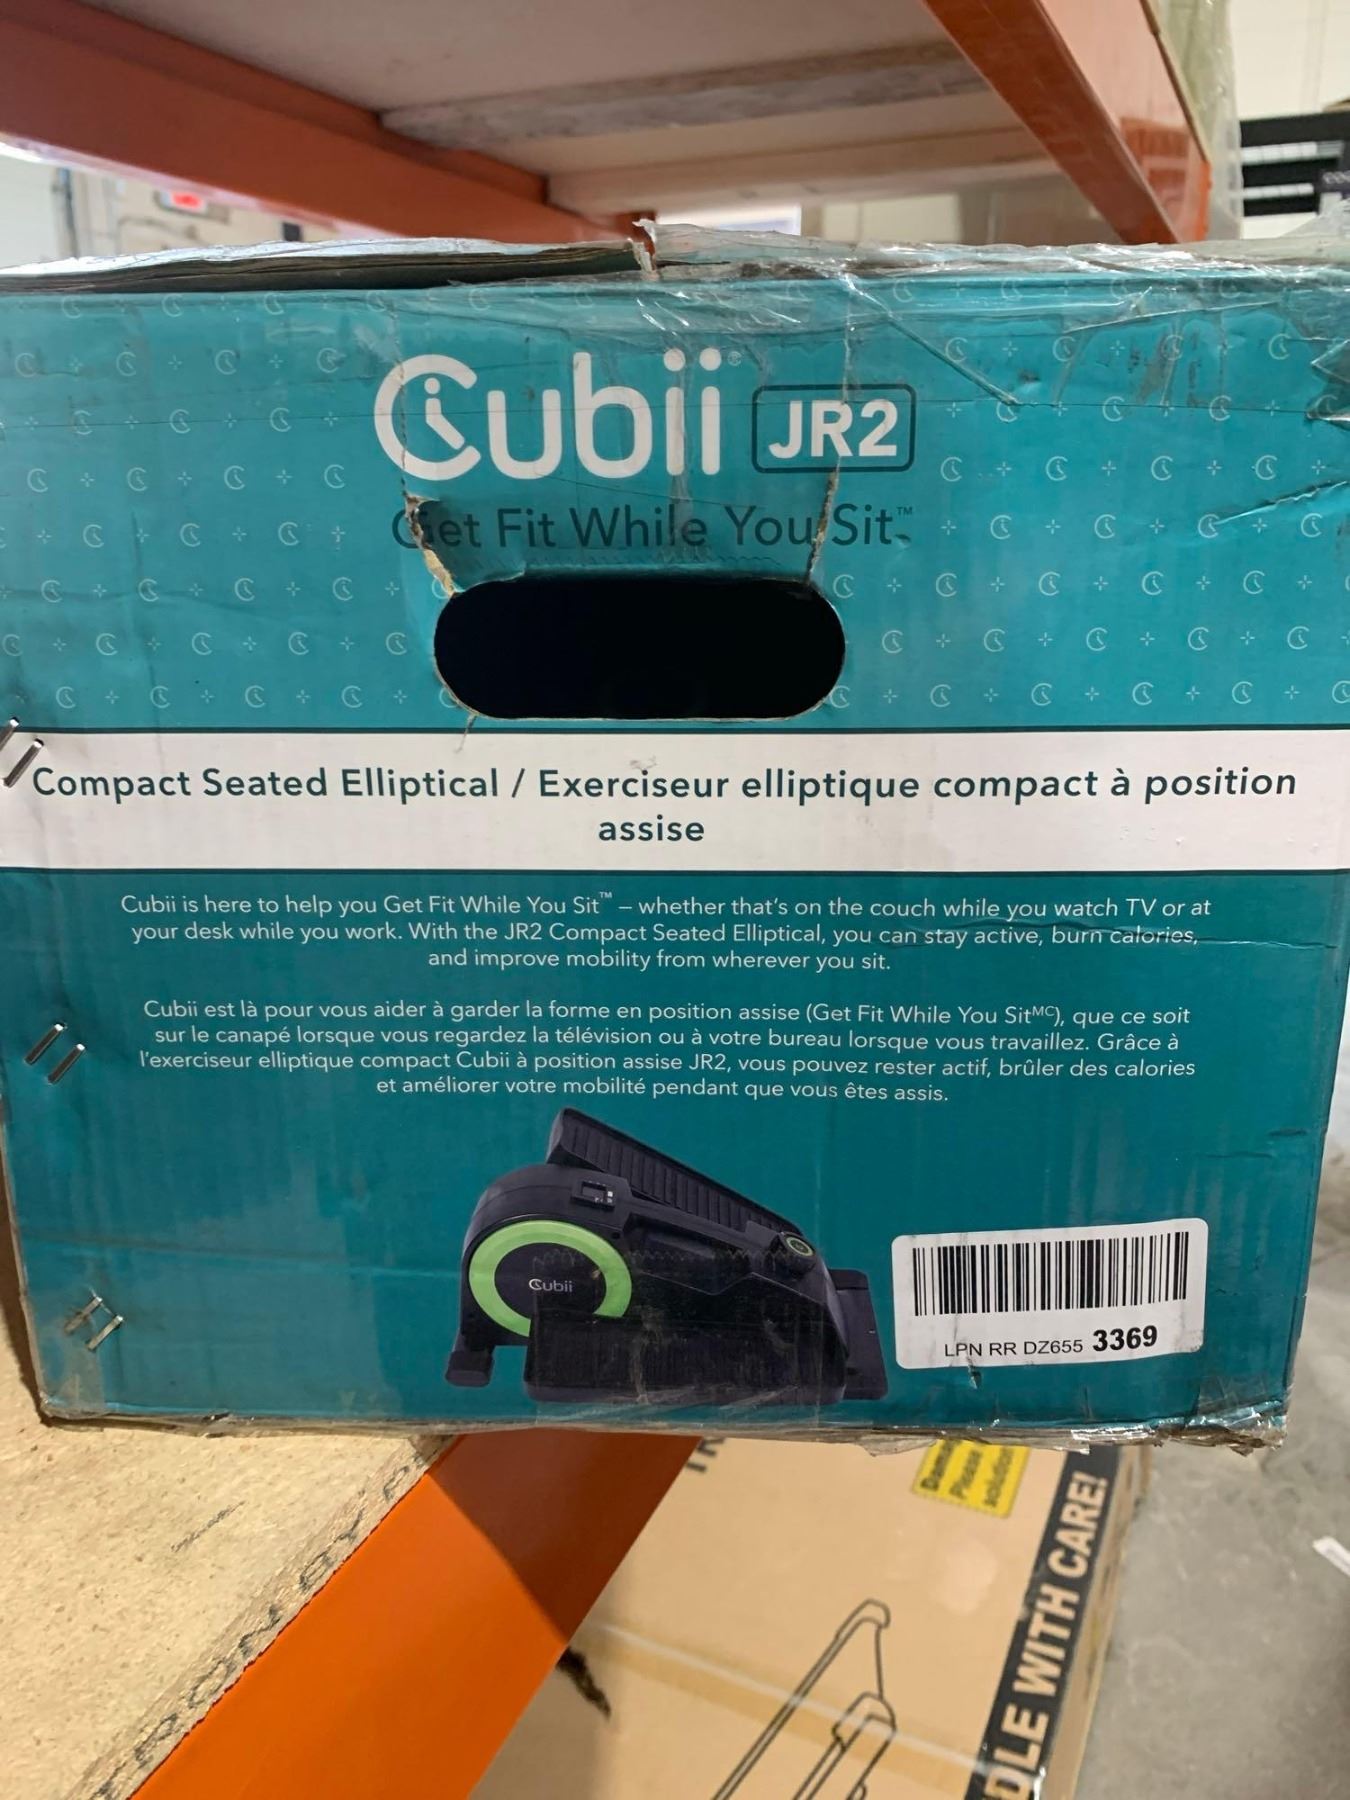 Cubii® JR2
Get Fit While You Sit™
Compact Seated Elliptical / Exerciseur elliptique compact à position
assise
Cubii is here to help you Get Fit While You Sit™ – whether that's on the couch while you watch TV or at
your desk while you work. With the JR2 Compact Seated Elliptical, you can stay active, burn calories,
and improve mobility from wherever you sit.
Cubii est là pour vous aider à garder la forme en position assise (Get Fit While You Sitᴹᶜ), que ce soit
sur le canapé lorsque vous regardez la télévision ou à votre bureau lorsque vous travaillez. Grâce à
l'exerciseur elliptique compact Cubii à position assise JR2, vous pouvez rester actif, brûler des calories
et améliorer votre mobilité pendant que vous êtes assis.
Cubii
LPN RR DZ655 3369
Please
solution
DLE WITH CARE!